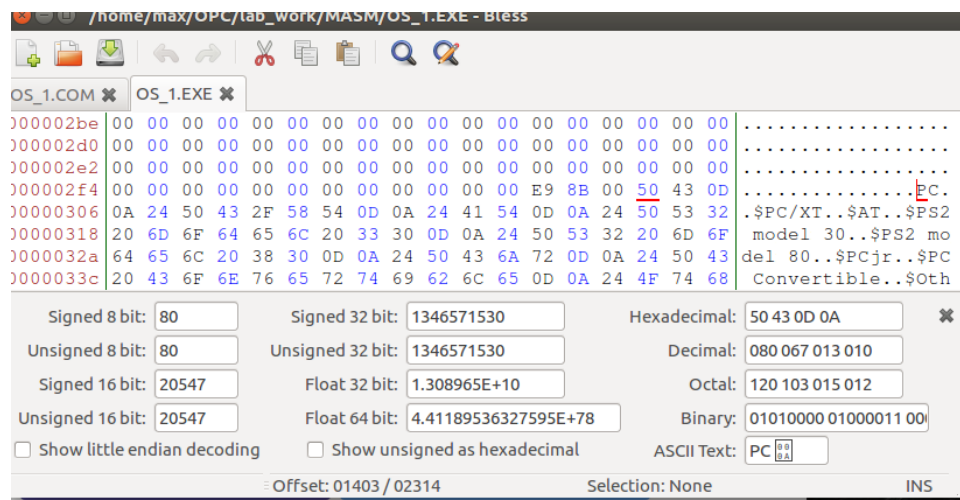 /home/max/OPC/lab_work/MASM/OS_1.EXE - Bless
OS_1.COM OS_1.EXE
000002be 00 00 00 00 00 00 00 00 00 00 00 00 00 00 00 00 00 00 ..................
000002d0 00 00 00 00 00 00 00 00 00 00 00 00 00 00 00 00 00 00 ..................
000002e2 00 00 00 00 00 00 00 00 00 00 00 00 00 00 00 00 00 00 ..................
000002f4 00 00 00 00 00 00 00 00 00 00 00 00 E9 8B 00 50 43 0D ...............PC.
00000306 0A 24 50 43 2F 58 54 0D 0A 24 41 54 0D 0A 24 50 53 32 .$PC/XT..$AT..$PS2
00000318 20 6D 6F 64 65 6C 20 33 30 0D 0A 24 50 53 32 20 6D 6F model 30..$PS2 mo
0000032a 64 65 6C 20 38 30 0D 0A 24 50 43 6A 72 0D 0A 24 50 43 del 80..$PCjr..$PC
0000033c 20 43 6F 6E 76 65 72 74 69 62 6C 65 0D 0A 24 4F 74 68 Convertible..$Oth
Signed 8 bit: 80 Signed 32 bit: 1346571530 Hexadecimal: 50 43 0D 0A
Unsigned 8 bit: 80 Unsigned 32 bit: 1346571530 Decimal: 080 067 013 010
Signed 16 bit: 20547 Float 32 bit: 1.308965E+10 Octal: 120 103 015 012
Unsigned 16 bit: 20547 Float 64 bit: 4.41189536327595E+78 Binary: 01010000 01000011 00
Show little endian decoding Show unsigned as hexadecimal ASCII Text: PC
Offset: 01403 / 02314 Selection: None INS